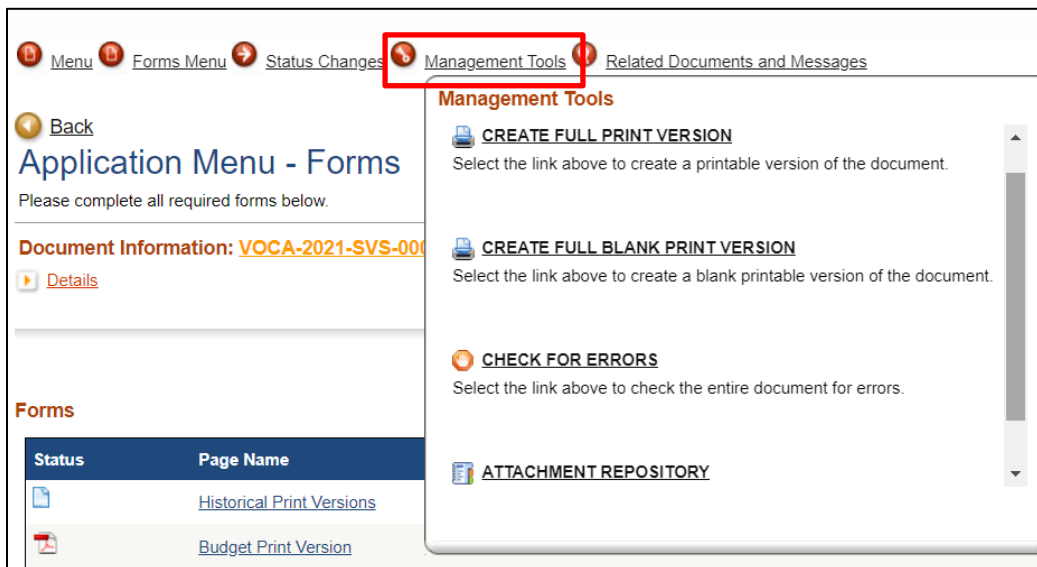 Menu Forms Menu Status Changes Management Tools Related Documents and Messages
Back
Application Menu - Forms
Please complete all required forms below.
Document Information: VOCA-2021-SVS-000
Details
Forms
Status Page Name
Historical Print Versions
Budget Print Version
Management Tools
CREATE FULL PRINT VERSION
Select the link above to create a printable version of the document.
CREATE FULL BLANK PRINT VERSION
Select the link above to create a blank printable version of the document.
CHECK FOR ERRORS
Select the link above to check the entire document for errors.
ATTACHMENT REPOSITORY